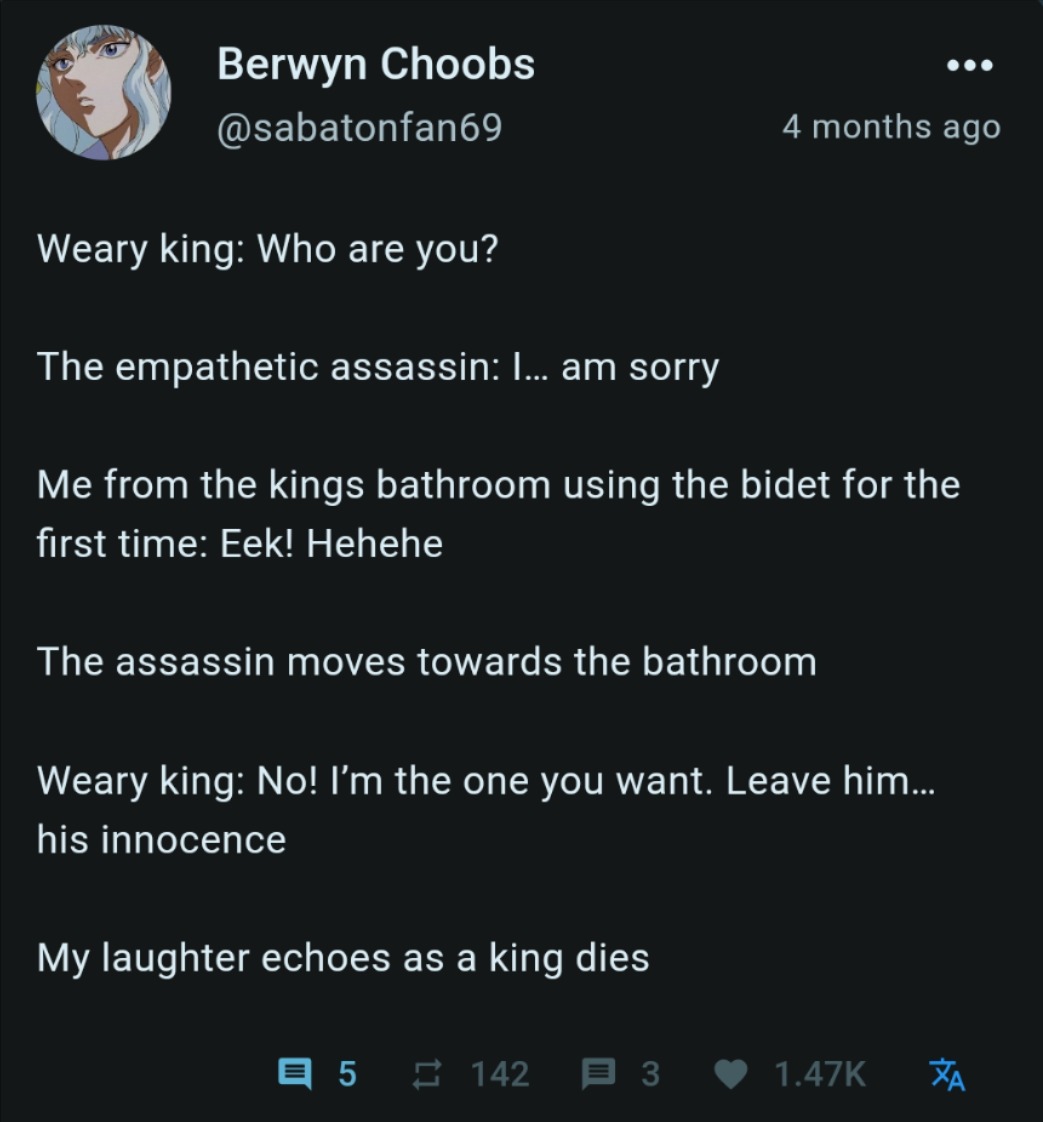 Berwyn Choobs
@sabatonfan69
4 months ago
Weary king: Who are you?
The empathetic assassin: I... am sorry
Me from the kings bathroom using the bidet for the
first time: Eek! Hehehe
The assassin moves towards the bathroom
Weary king: No! I’m the one you want. Leave him...
his innocence
My laughter echoes as a king dies
5 142 3 1.47K